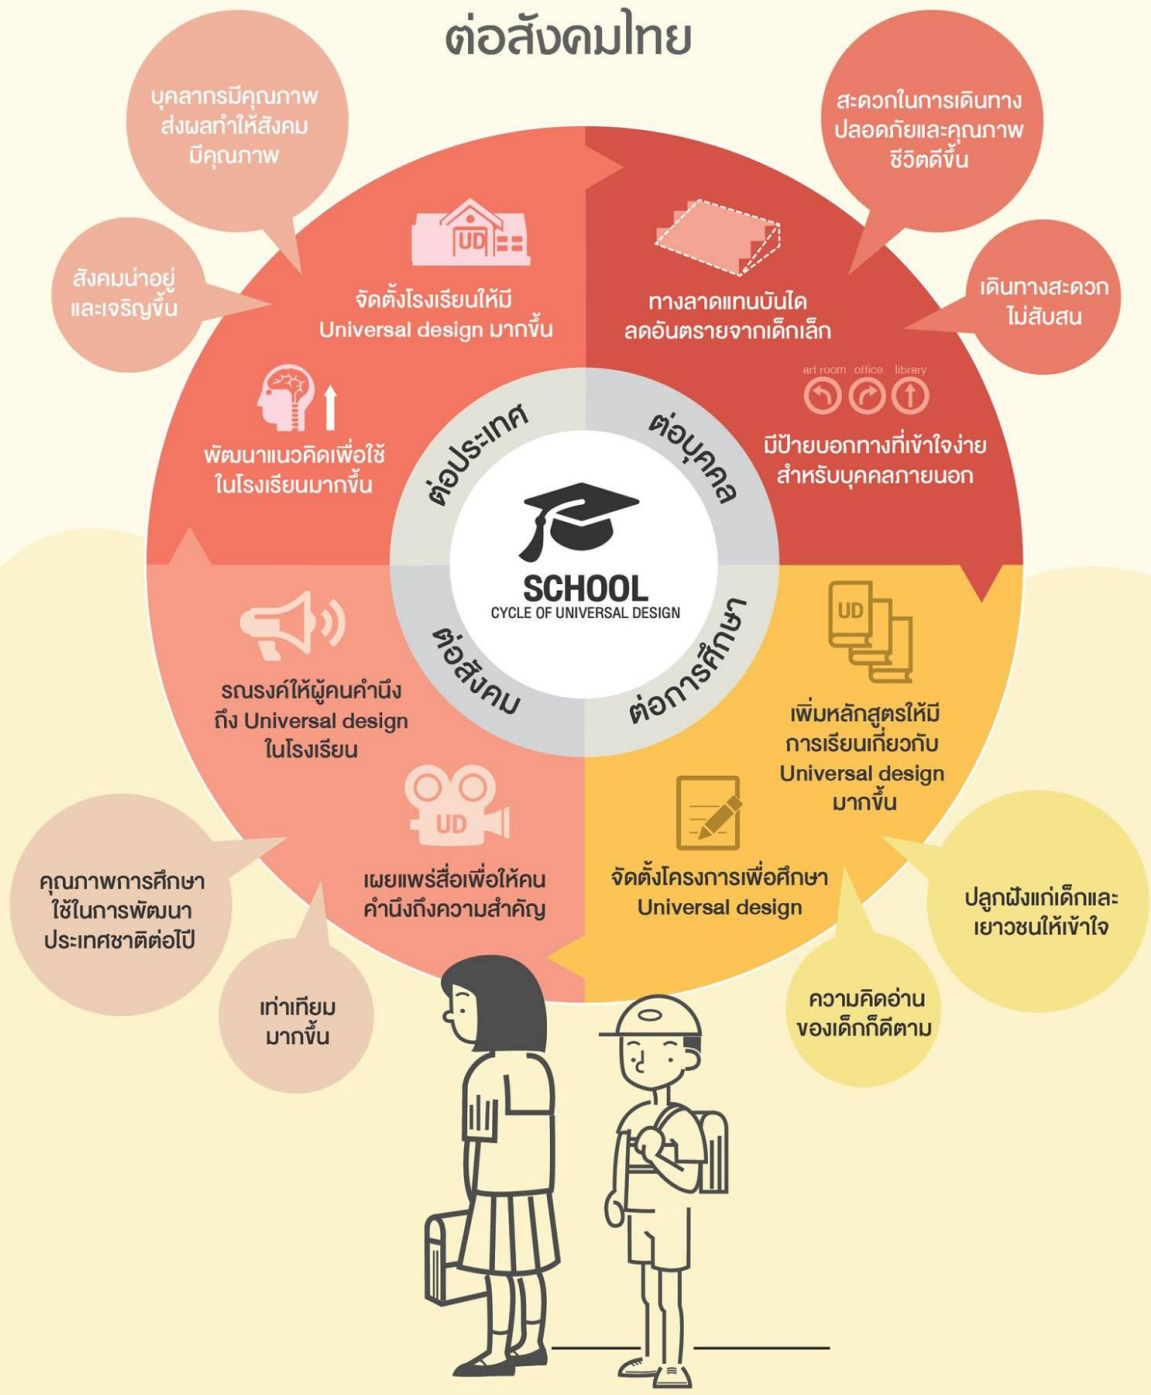 ต่อสังคมไทย
บุคลากรมีคุณภาพ
ส่งผลทำให้สังคม
มีคุณภาพ
สังคมน่าอยู่
และเจริญขึ้น
สะดวกในการเดินทาง
ปลอดภัยและคุณภาพ
ชีวิตดีขึ้น
เดินทางสะดวก
ไม่สับสน
UD
จัดตั้งโรงเรียนให้มี
Universal design มากขึ้น
พัฒนาแนวคิดเพื่อใช้
ในโรงเรียนมากขึ้น
ทางลาดแทนบันได
ลดอันตรายจากเด็กเล็ก
art room office library
มีป้ายบอกทางที่เข้าใจง่าย
สำหรับบุคคลภายนอก
ต่อประเทศ
ต่อบุคคล
SCHOOL
CYCLE OF UNIVERSAL DESIGN
ต่อสังคม
ต่อการศึกษา
รณรงค์ให้ผู้คนคำนึง
ถึง Universal design
ในโรงเรียน
UD
เผยแพร่สื่อเพื่อให้คน
คำนึงถึงความสำคัญ
UD
เพิ่มหลักสูตรให้มี
การเรียนเกี่ยวกับ
Universal design
มากขึ้น
จัดตั้งโครงการเพื่อศึกษา
Universal design
คุณภาพการศึกษา
ใช้ในการพัฒนา
ประเทศชาติต่อไป
เท่าเทียม
มากขึ้น
ปลูกฝังแก่เด็กและ
เยาวชนให้เข้าใจ
ความคิดอ่าน
ของเด็กก็ดีตาม